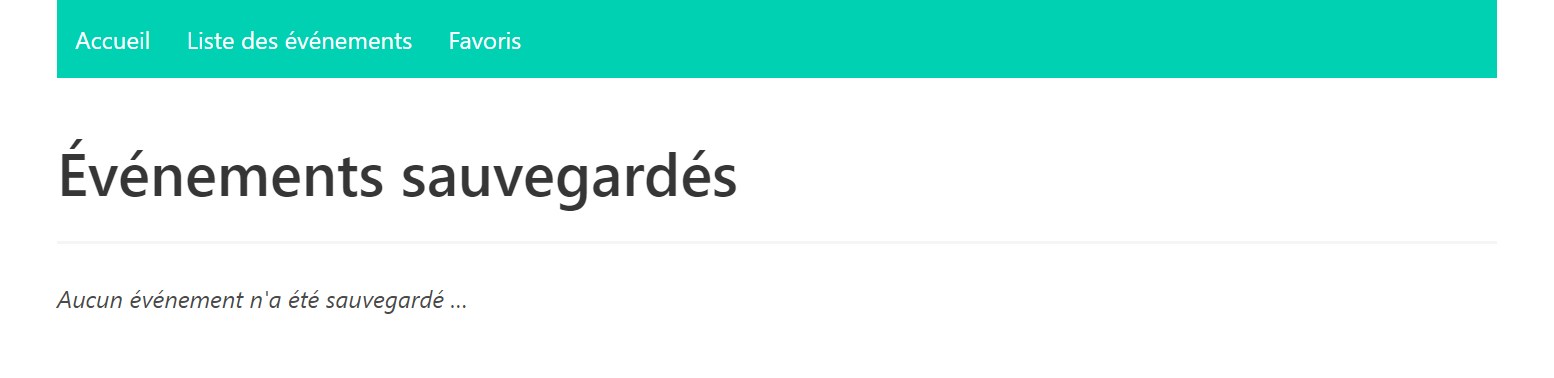 Accueil Liste des événements Favoris
Événements sauvegardés
Aucun événement n'a été sauvegardé ...